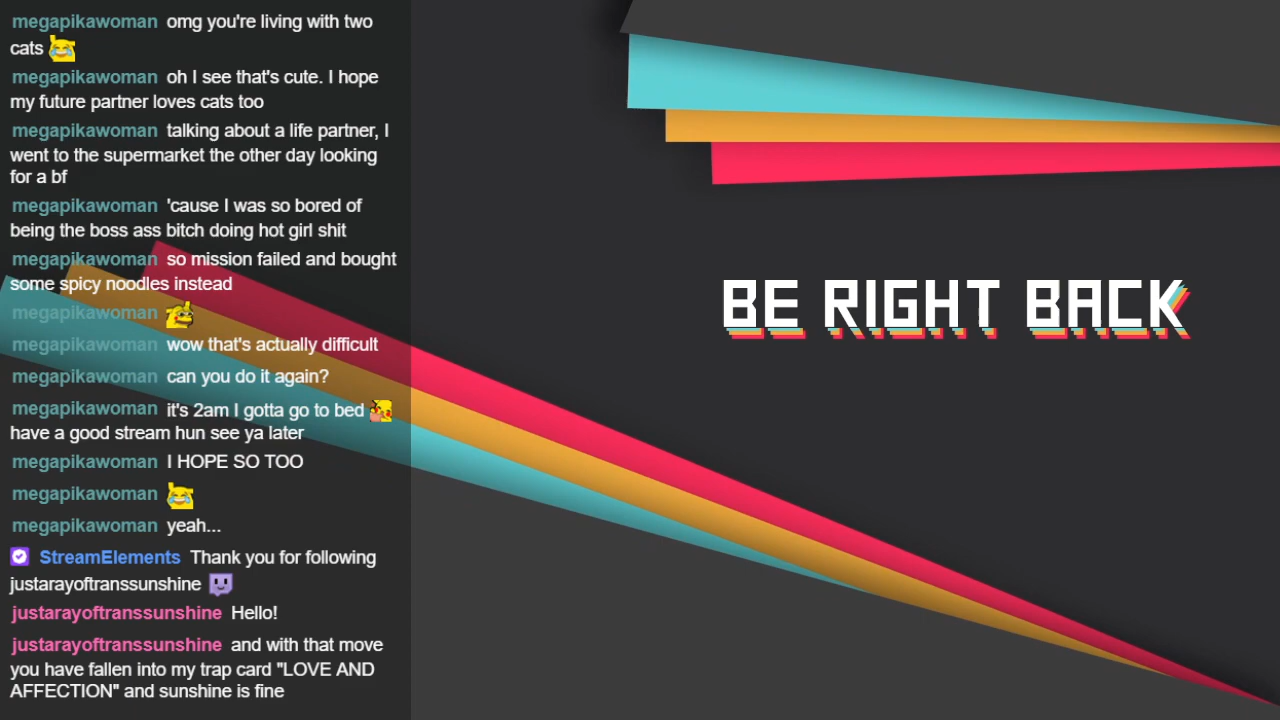 megapikawoman omg you're living with two
cats
megapikawoman oh I see that's cute. I hope
my future partner loves cats too
megapikawoman talking about a life partner, I
went to the supermarket the other day looking
for a bf
megapikawoman 'cause I was so bored of
being the boss ass bitch doing hot girl shit
megapikawoman so mission failed and bought
some spicy noodles instead
megapikawoman
megapikawoman wow that's actually difficult
megapikawoman can you do it again?
megapikawoman it's 2am I gotta go to bed
have a good stream hun see ya later
megapikawoman I HOPE SO TOO
megapikawoman
megapikawoman yeah...
StreamElements Thank you for following
justarayoftranssunshine
justarayoftranssunshine Hello!
justarayoftranssunshine and with that move
you have fallen into my trap card "LOVE AND
AFFECTION" and sunshine is fine
BE RIGHT BACK